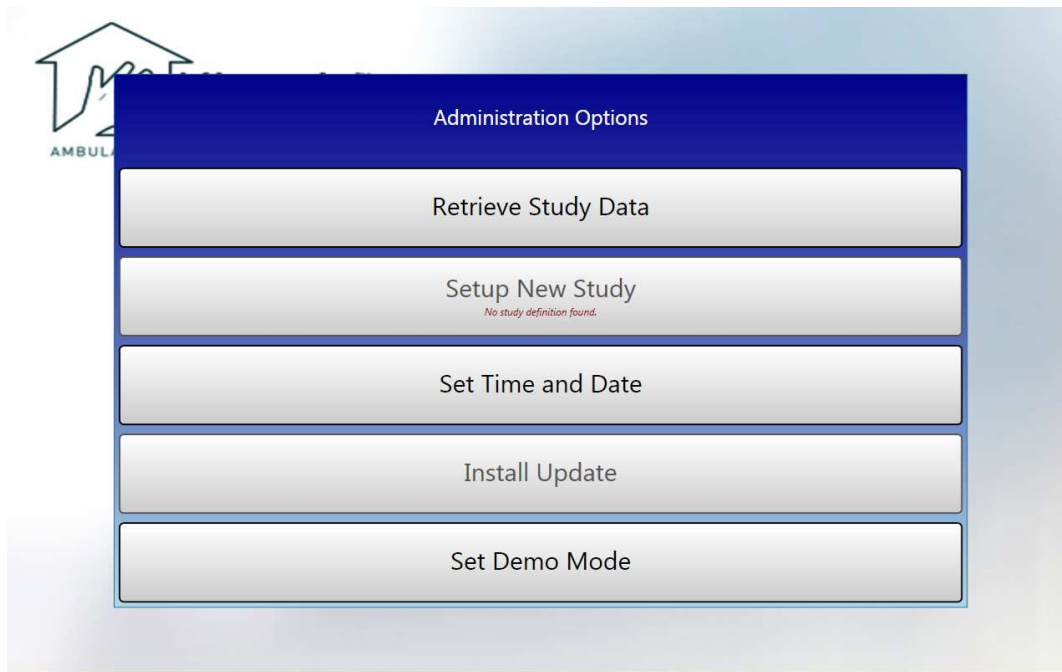 Administration Options
Retrieve Study Data
Setup New Study
No study definition found.
Set Time and Date
Install Update
Set Demo Mode